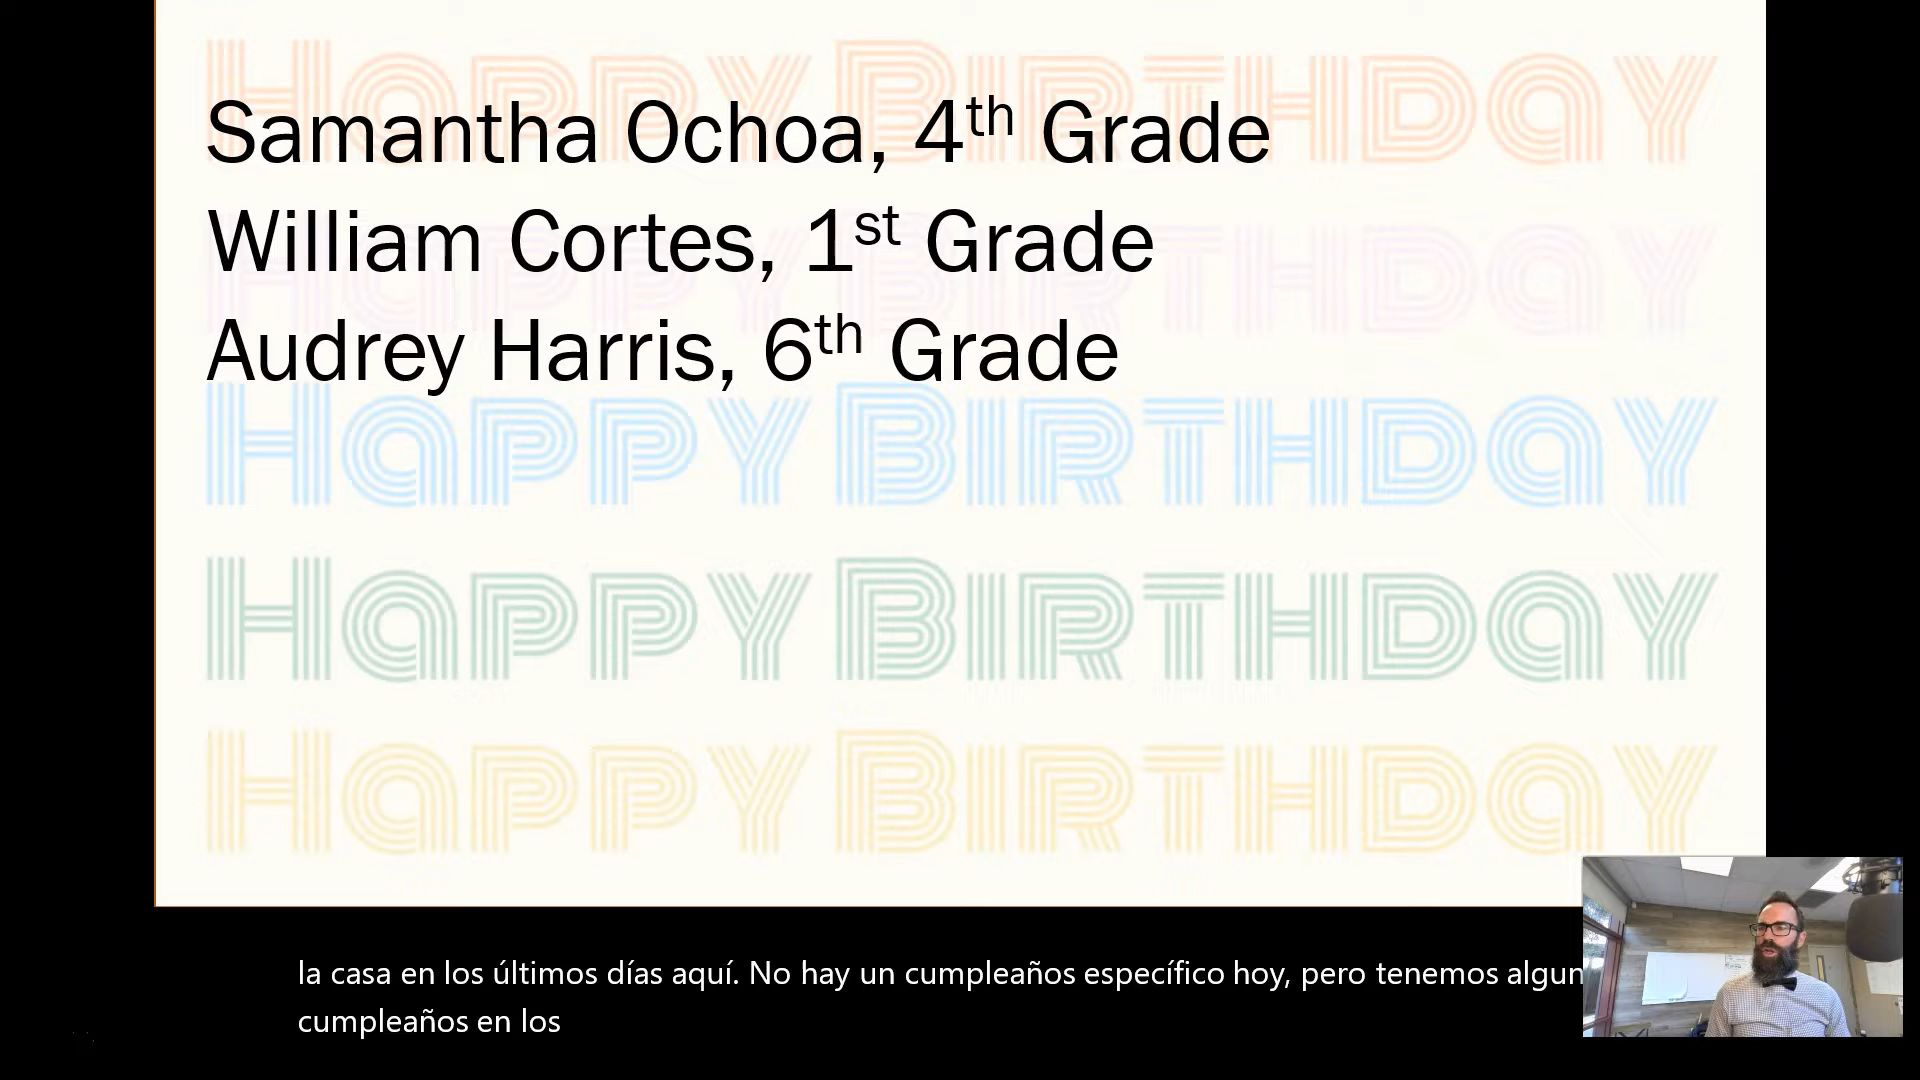 Happy Birthday
Samantha Ochoa, 4th Grade
William Cortes, 1st Grade
Happy Birthday
Audrey Harris, 6th Grade
Happy Birthday
Happy Birthday
Happy Birthday
la casa en los últimos días aquí. No hay un cumpleaños específico hoy, pero tenemos algun
cumpleaños en los